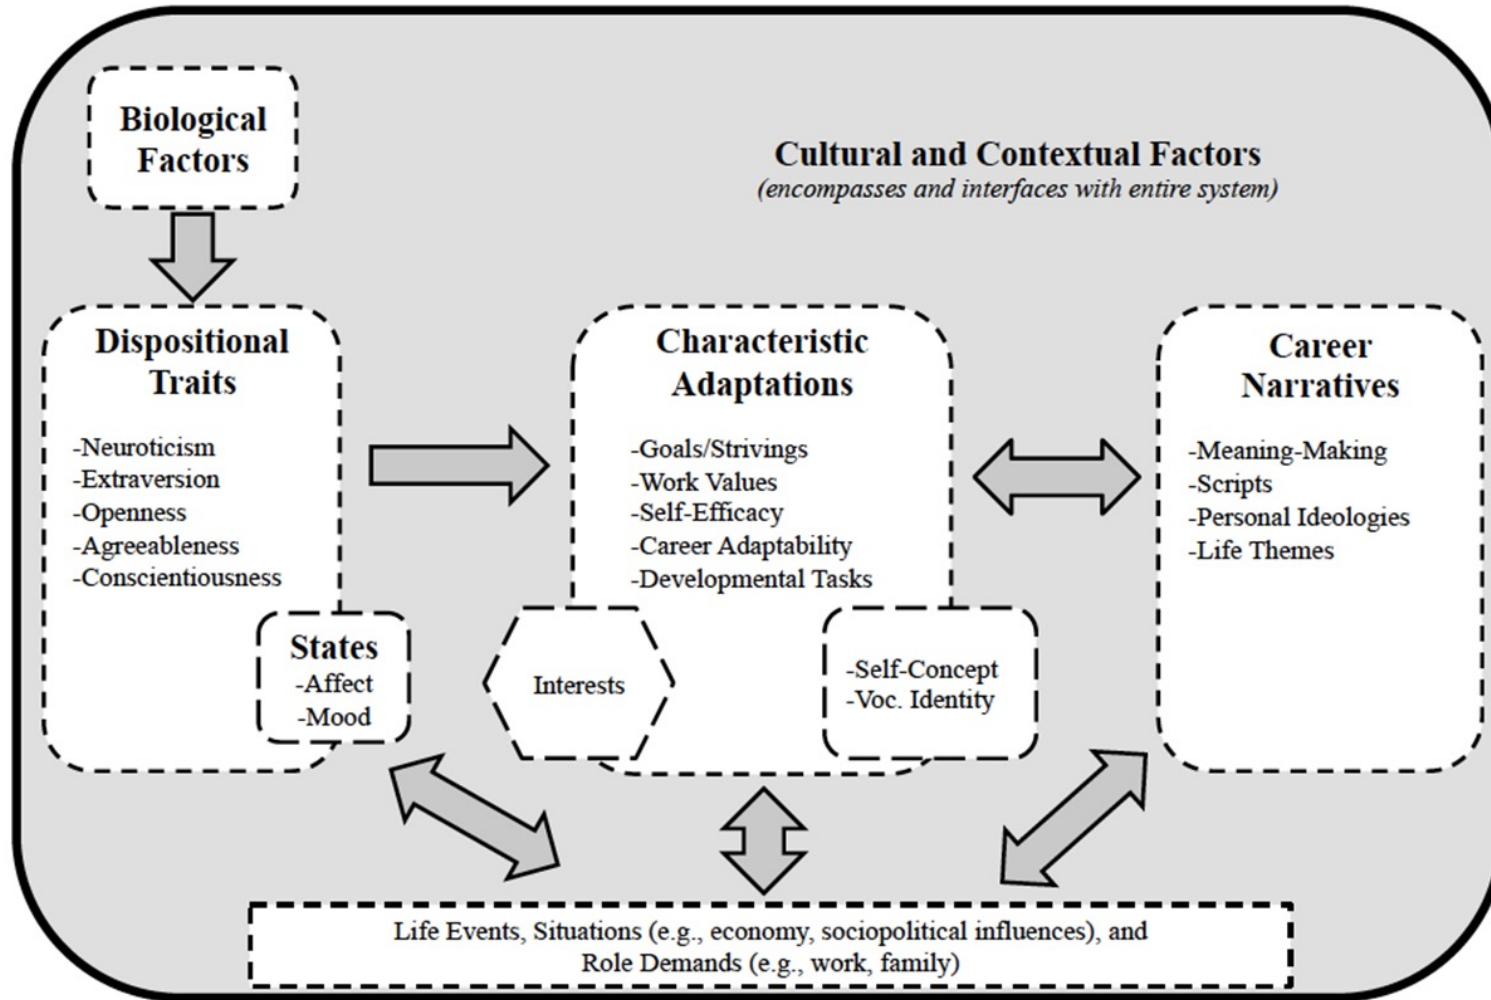 Biological
Factors
Cultural and Contextual Factors
(encompasses and interfaces with entire system)
Dispositional
Traits
-Neuroticism
-Extraversion
-Openness
-Agreeableness
-Conscientiousness
States
-Affect
-Mood
Characteristic
Adaptations
-Goals/Strivings
-Work Values
-Self-Efficacy
-Career Adaptability
-Developmental Tasks
Interests
-Self-Concept
-Voc. Identity
Career
Narratives
-Meaning-Making
-Scripts
-Personal Ideologies
-Life Themes
Life Events, Situations (e.g., economy, sociopolitical influences), and
Role Demands (e.g., work, family)